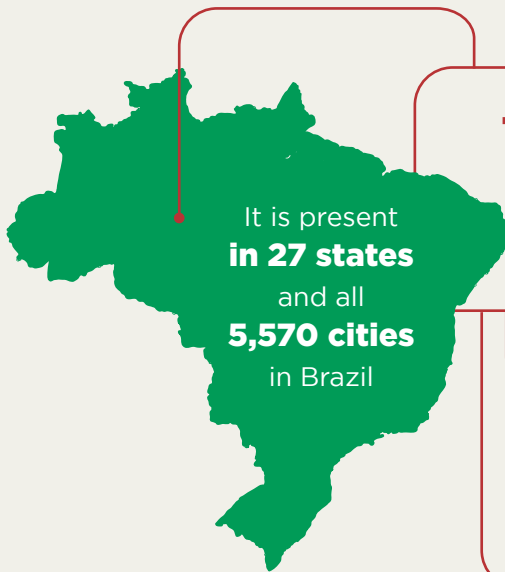 It is present
in 27 states
and all
5,570 cities
in Brazil